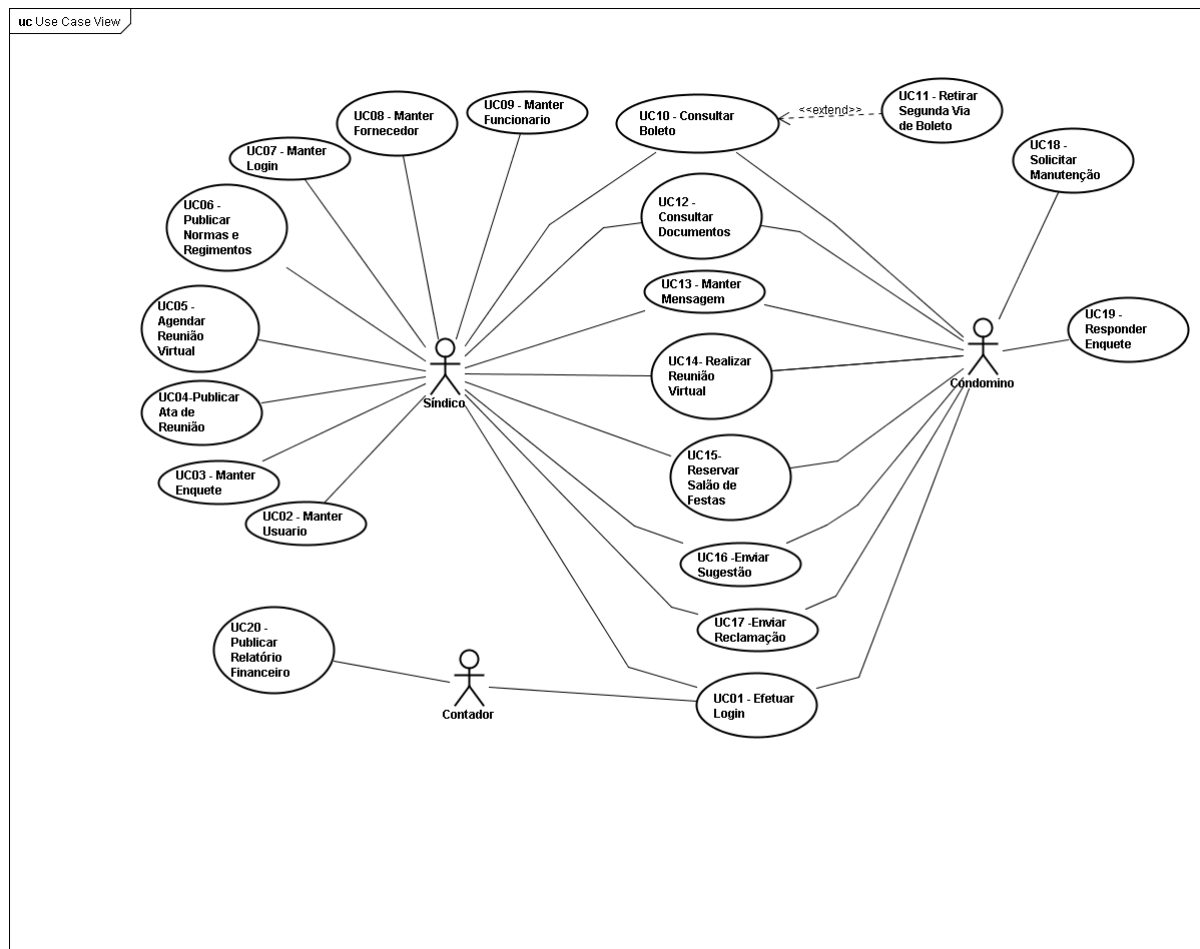 uc Use Case View
UC09 - Manter
Funcionario
UC08 - Manter
Fornecedor
UC07 - Manter
Login
UC06 -
Publicar
Normas e
Regimentos
UC05 -
Agendar
Reunião
Virtual
UC04-Publicar
Ata de
Reunião
UC03 - Manter
Enquete
UC02 - Manter
Usuario
Síndico
UC10 - Consultar
Boleto
<<extend>>
UC11 - Retirar
Segunda Via
de Boleto
UC12 -
Consultar
Documentos
UC13 - Manter
Mensagem
UC14- Realizar
Reunião
Virtual
UC15-
Reservar
Salão de
Festas
UC16 -Enviar
Sugestão
UC17 -Enviar
Reclamação
UC01 - Efetuar
Login
UC18 -
Solicitar
Manutenção
UC19 -
Responder
Enquete
Condomino
UC20 -
Publicar
Relatório
Financeiro
Contador